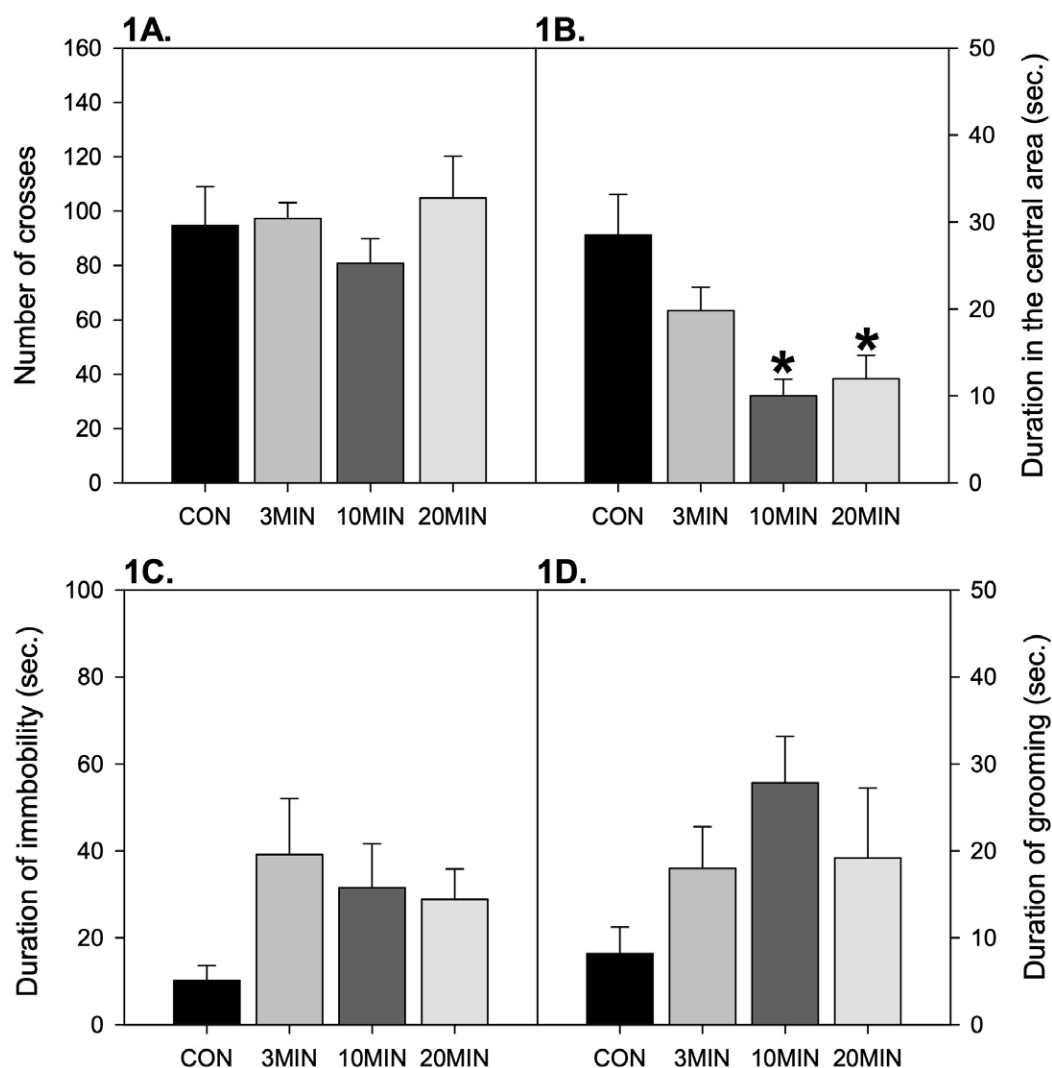 1A.
1B.
Number of crosses
160
140
120
100
80
60
40
20
0
CON 3MIN 10MIN 20MIN
*
*
CON 3MIN 10MIN 20MIN
50
40
30
20
10
0
Duration in the central area (sec.)
1C.
1D.
Duration of immbobility (sec.)
100
80
60
40
20
0
CON 3MIN 10MIN 20MIN
CON 3MIN 10MIN 20MIN
50
40
30
20
10
0
Duration of grooming (sec.)